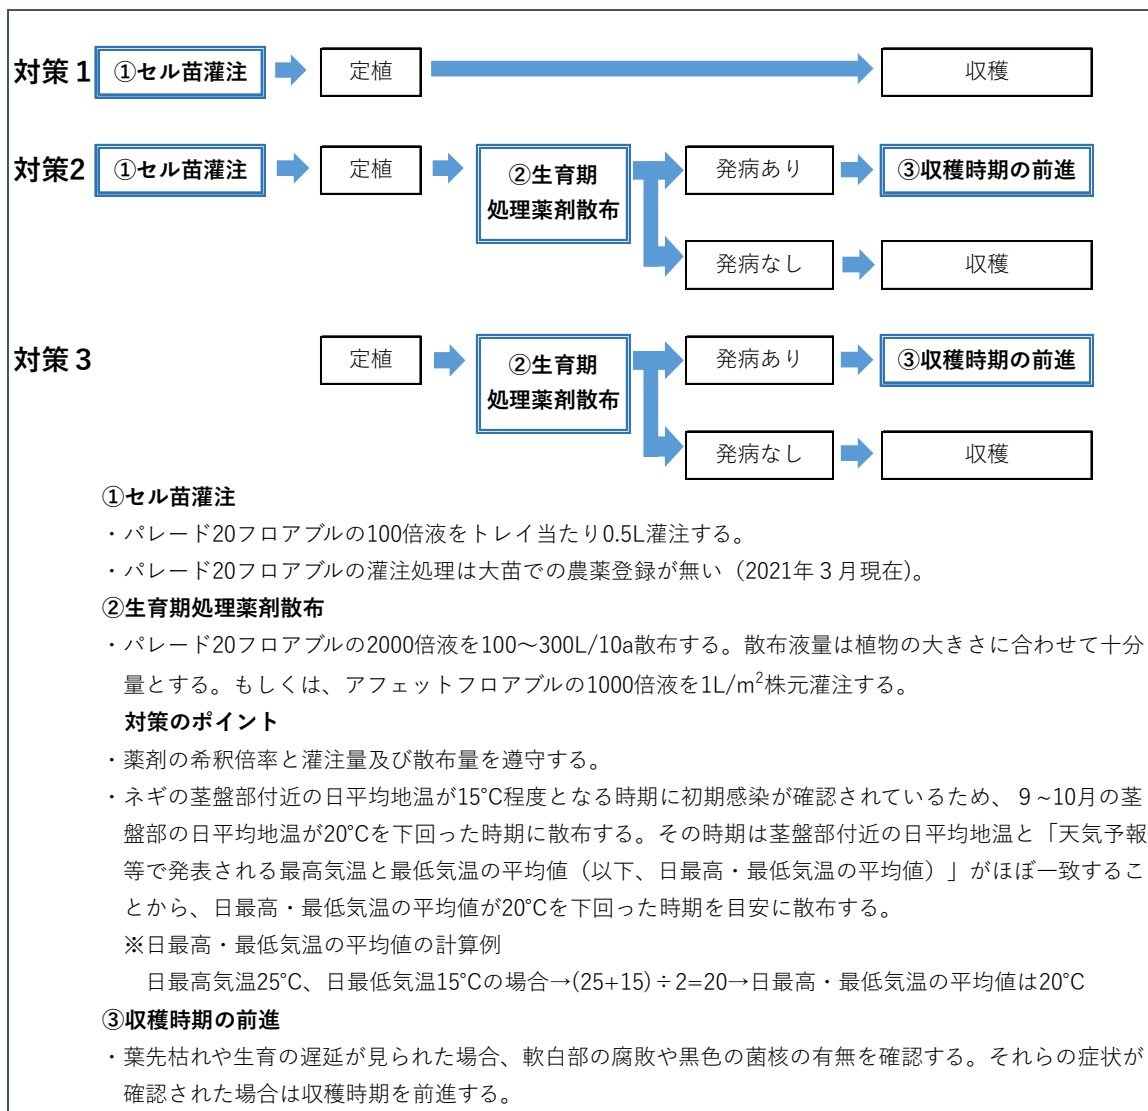 対策１ ①セル苗灌注 定植 収穫
対策2 ①セル苗灌注 定植 ②生育期 発病あり ③収穫時期の前進
処理薬剤散布
発病なし 収穫
対策３ 定植 ②生育期 発病あり ③収穫時期の前進
処理薬剤散布
発病なし 収穫
①セル苗灌注
・パレード20フロアブルの100倍液をトレイ当たり0.5L灌注する。
・パレード20フロアブルの灌注処理は大苗での農薬登録が無い（2021年３月現在)。
②生育期処理薬剤散布
・パレード20フロアブルの2000倍液を100～300L/10a散布する。散布液量は植物の大きさに合わせて十分
量とする。もしくは、アフェットフロアブルの1000倍液を1L/m²株元灌注する。
対策のポイント
・薬剤の希釈倍率と灌注量及び散布量を遵守する。
・ネギの茎盤部付近の日平均地温が15℃程度となる時期に初期感染が確認されているため、９~10月の茎
盤部の日平均地温が20℃を下回った時期に散布する。その時期は茎盤部付近の日平均地温と「天気予報
等で発表される最高気温と最低気温の平均値（以下、日最高・最低気温の平均値）」がほぼ一致するこ
とから、日最高・最低気温の平均値が20℃を下回った時期を目安に散布する。
※日最高・最低気温の平均値の計算例
日最高気温25℃、日最低気温15℃の場合→(25+15)÷2=20→日最高・最低気温の平均値は20℃
③収穫時期の前進
・葉先枯れや生育の遅延が見られた場合、軟白部の腐敗や黒色の菌核の有無を確認する。それらの症状が
確認された場合は収穫時期を前進する。